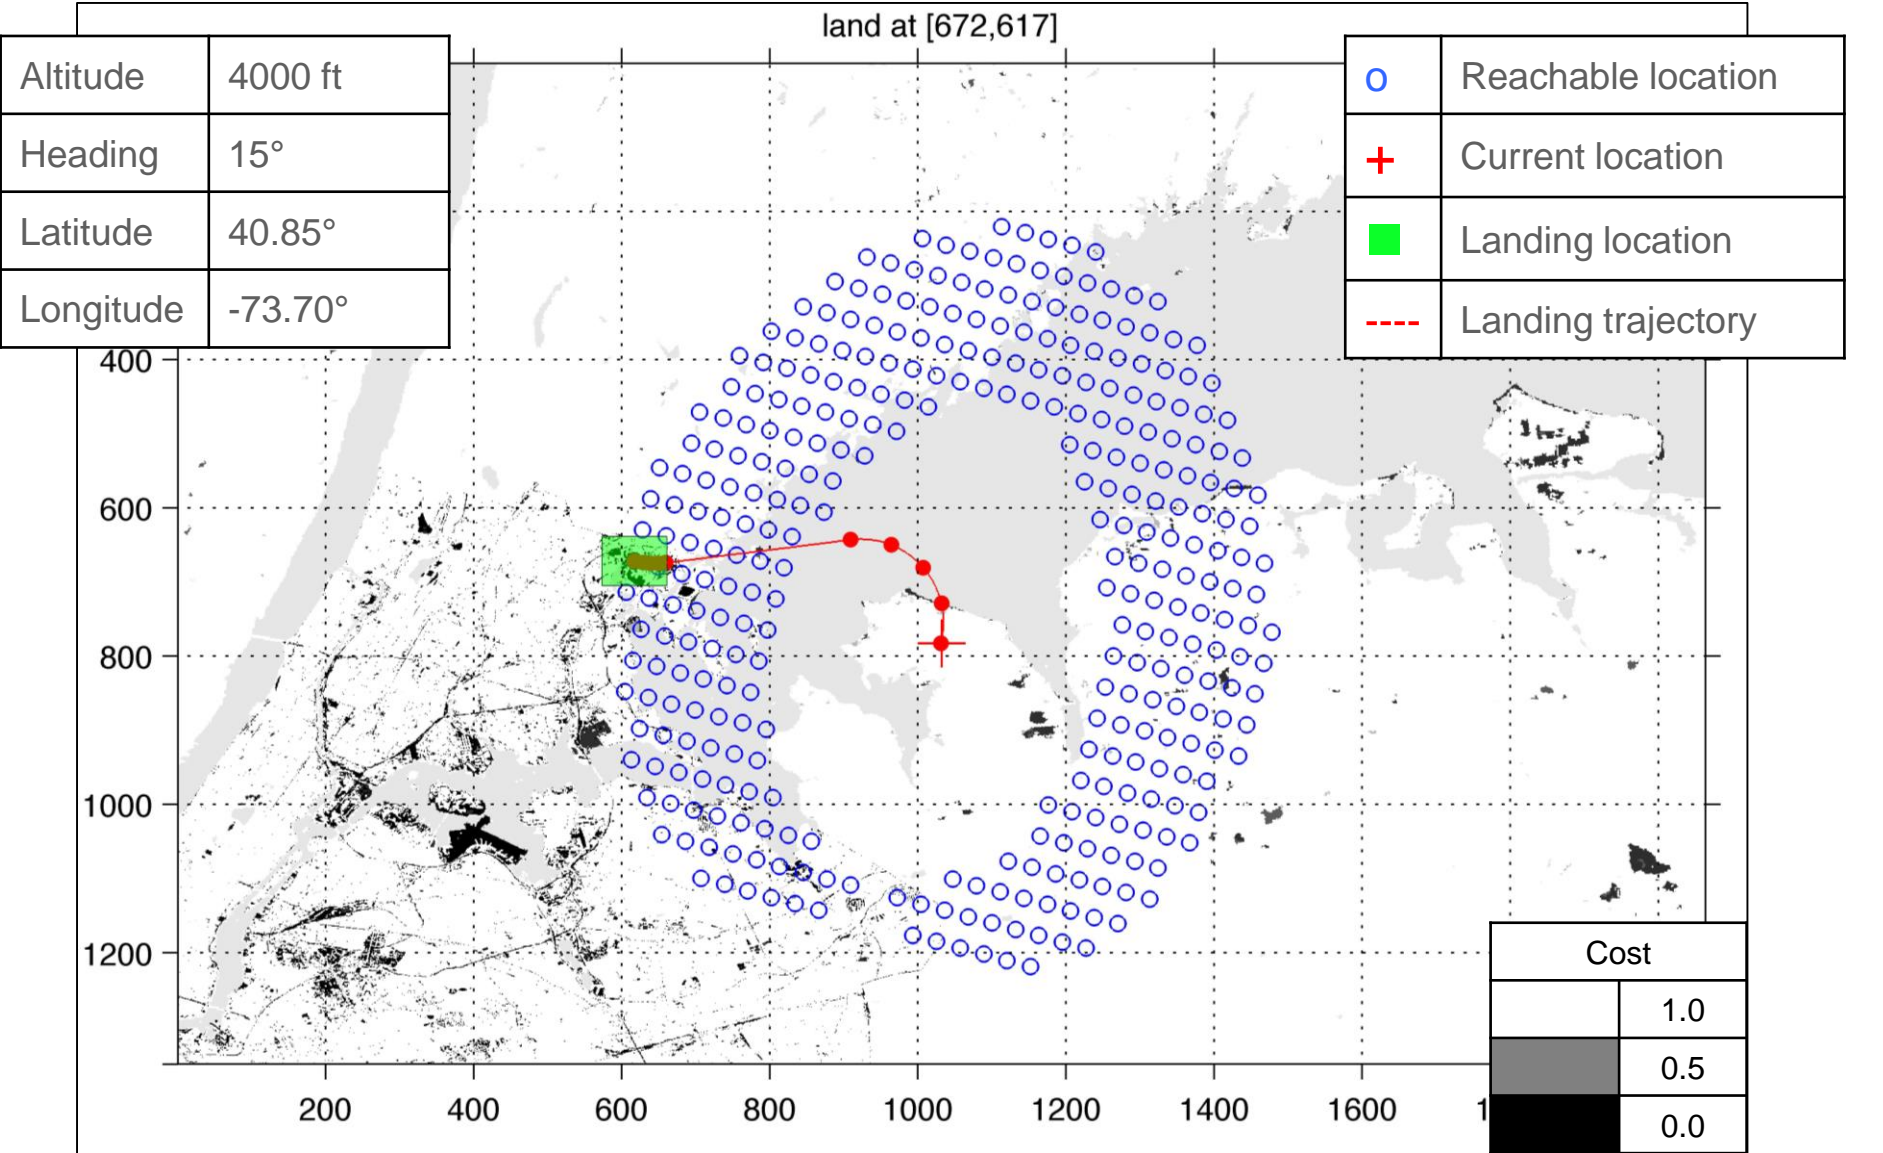 land at [672,617]
Altitude 4000 ft
Heading 15°
Latitude 40.85°
Longitude -73.70°
o Reachable location
+ Current location
Landing location
---- Landing trajectory
400
600
800
1000
1200
200 400 600 800 1000 1200 1400 1600 1
Cost
1.0
0.5
0.0